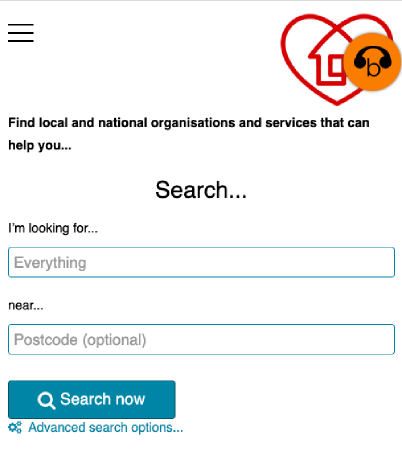 b
Find local and national organisations and services that can
help you...
Search...
I'm looking for...
Everything
near...
Postcode (optional)
Search now
Advanced search options...